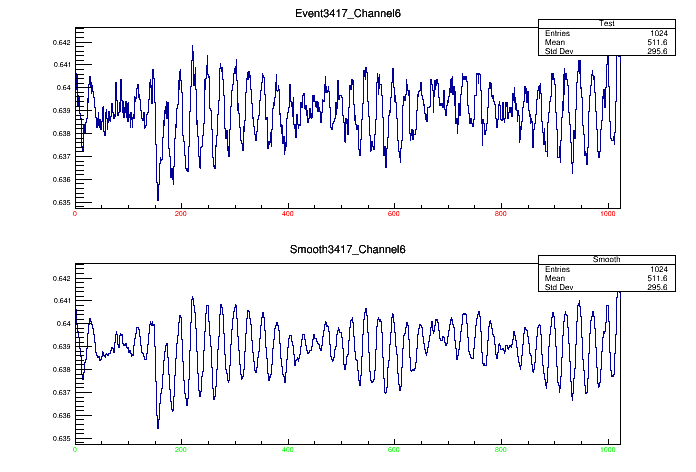 Event3417_Channel6
Test
Entries 1024
Mean 511.6
Std Dev 295.6
0.642
0.641
0.64
0.639
0.638
0.637
0.636
0.635
0 200 400 600 800 1000
Smooth3417_Channel6
Smooth
Entries 1024
Mean 511.6
Std Dev 295.6
0.642
0.641
0.64
0.639
0.638
0.637
0.636
0.635
0 200 400 600 800 1000